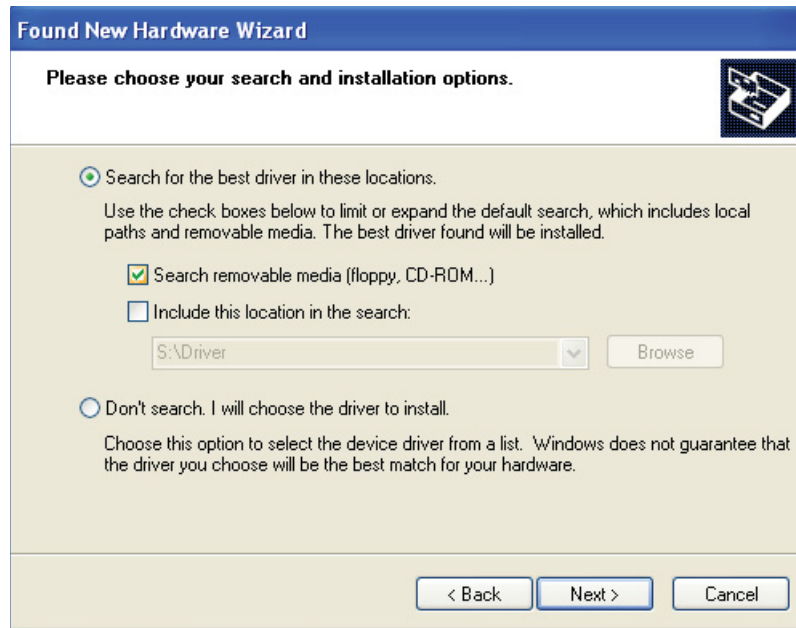 Found New Hardware Wizard
Please choose your search and installation options.
Search for the best driver in these locations.
Use the check boxes below to limit or expand the default search, which includes local
paths and removable media. The best driver found will be installed.
Search removable media (floppy, CD-ROM...)
Include this location in the search:
S:\Driver
Browse
Don't search. I will choose the driver to install.
Choose this option to select the device driver from a list. Windows does not guarantee that
the driver you choose will be the best match for your hardware.
< Back Next > Cancel